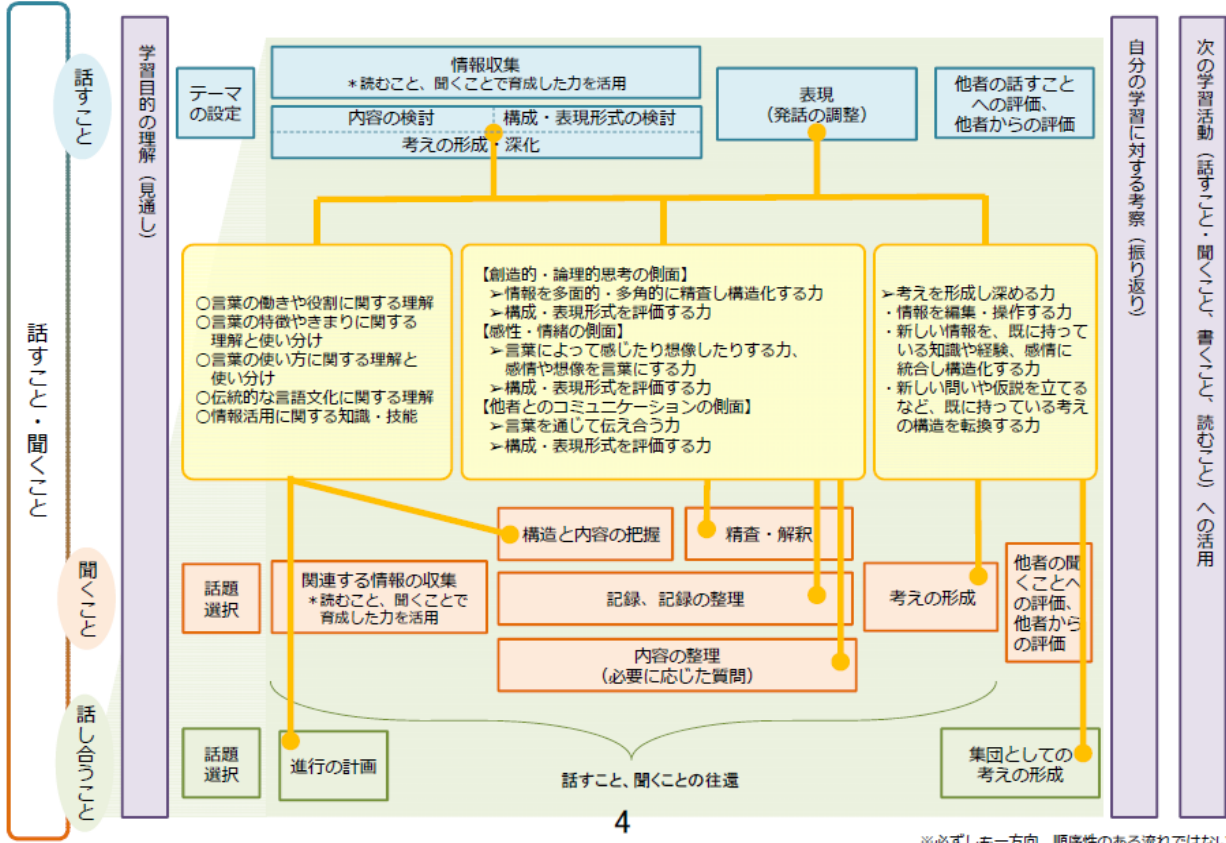 話すこと・聞くこと
話すこと
聞くこと
話し合うこと
学習目的の理解（見通し）
テーマ
の設定
情報収集
＊読むこと、聞くことで育成した力を活用
内容の検討
構成・表現形式の検討
考えの形成・深化
表現
（発話の調整）
他者の話すこと
への評価、
他者からの評価
○言葉の働きや役割に関する理解
○言葉の特徴やきまりに関する
理解と使い分け
○言葉の使い方に関する理解と
使い分け
○伝統的な言語文化に関する理解
○情報活用に関する知識・技能
【創造的・論理的思考の側面】
➢情報を多面的・多角的に精査し構造化する力
➢構成・表現形式を評価する力
【感性・情緒の側面】
➢言葉によって感じたり想像したりする力、
感情や想像を言葉にする力
➢構成・表現形式を評価する力
【他者とのコミュニケーションの側面】
➢言葉を通じて伝え合う力
➢構成・表現形式を評価する力
➢考えを形成し深める力
・情報を編集・操作する力
・新しい情報を、既に持って
いる知識や経験、感情に
統合し構造化する力
・新しい問いや仮説を立てる
など、既に持っている考え
の構造を転換する力
構造と内容の把握
精査・解釈
話題
選択
関連する情報の収集
＊読むこと、聞くことで
育成した力を活用
記録、記録の整理
考えの形成
他者の聞
くことへ
の評価、
他者から
の評価
内容の整理
（必要に応じた質問）
話題
選択
進行の計画
話すこと、聞くことの往還
集団としての
考えの形成
自分の学習に対する考察（振り返り）
次の学習活動（話すこと・聞くこと、書くこと、読むこと）への活用
4
※必ずしも一方向、順序性のある流れではない